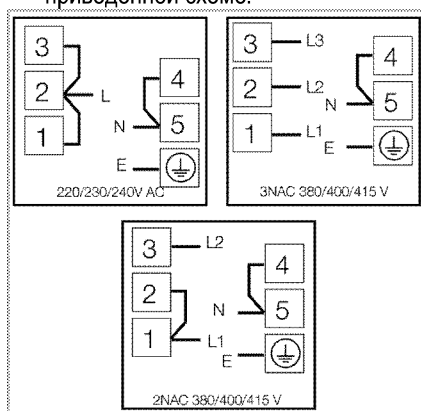 приведенной схеме.
3
2
1
L
4
5
N
E
220/230/240V AC
3
2
1
L3
L2
L1
4
5
N
E
3NAC 380/400/415 V
3
2
1
L2
L1
4
5
N
E
2NAC 380/400/415 V